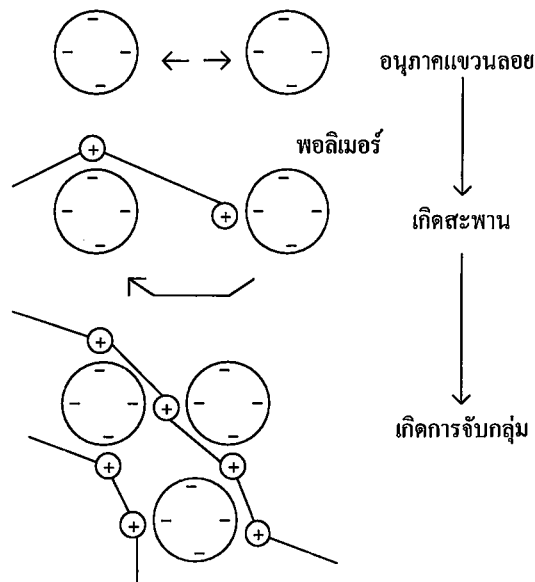 อนุภาคแขวนลอย
พอลิเมอร์
เกิดสะพาน
เกิดการจับกลุ่ม